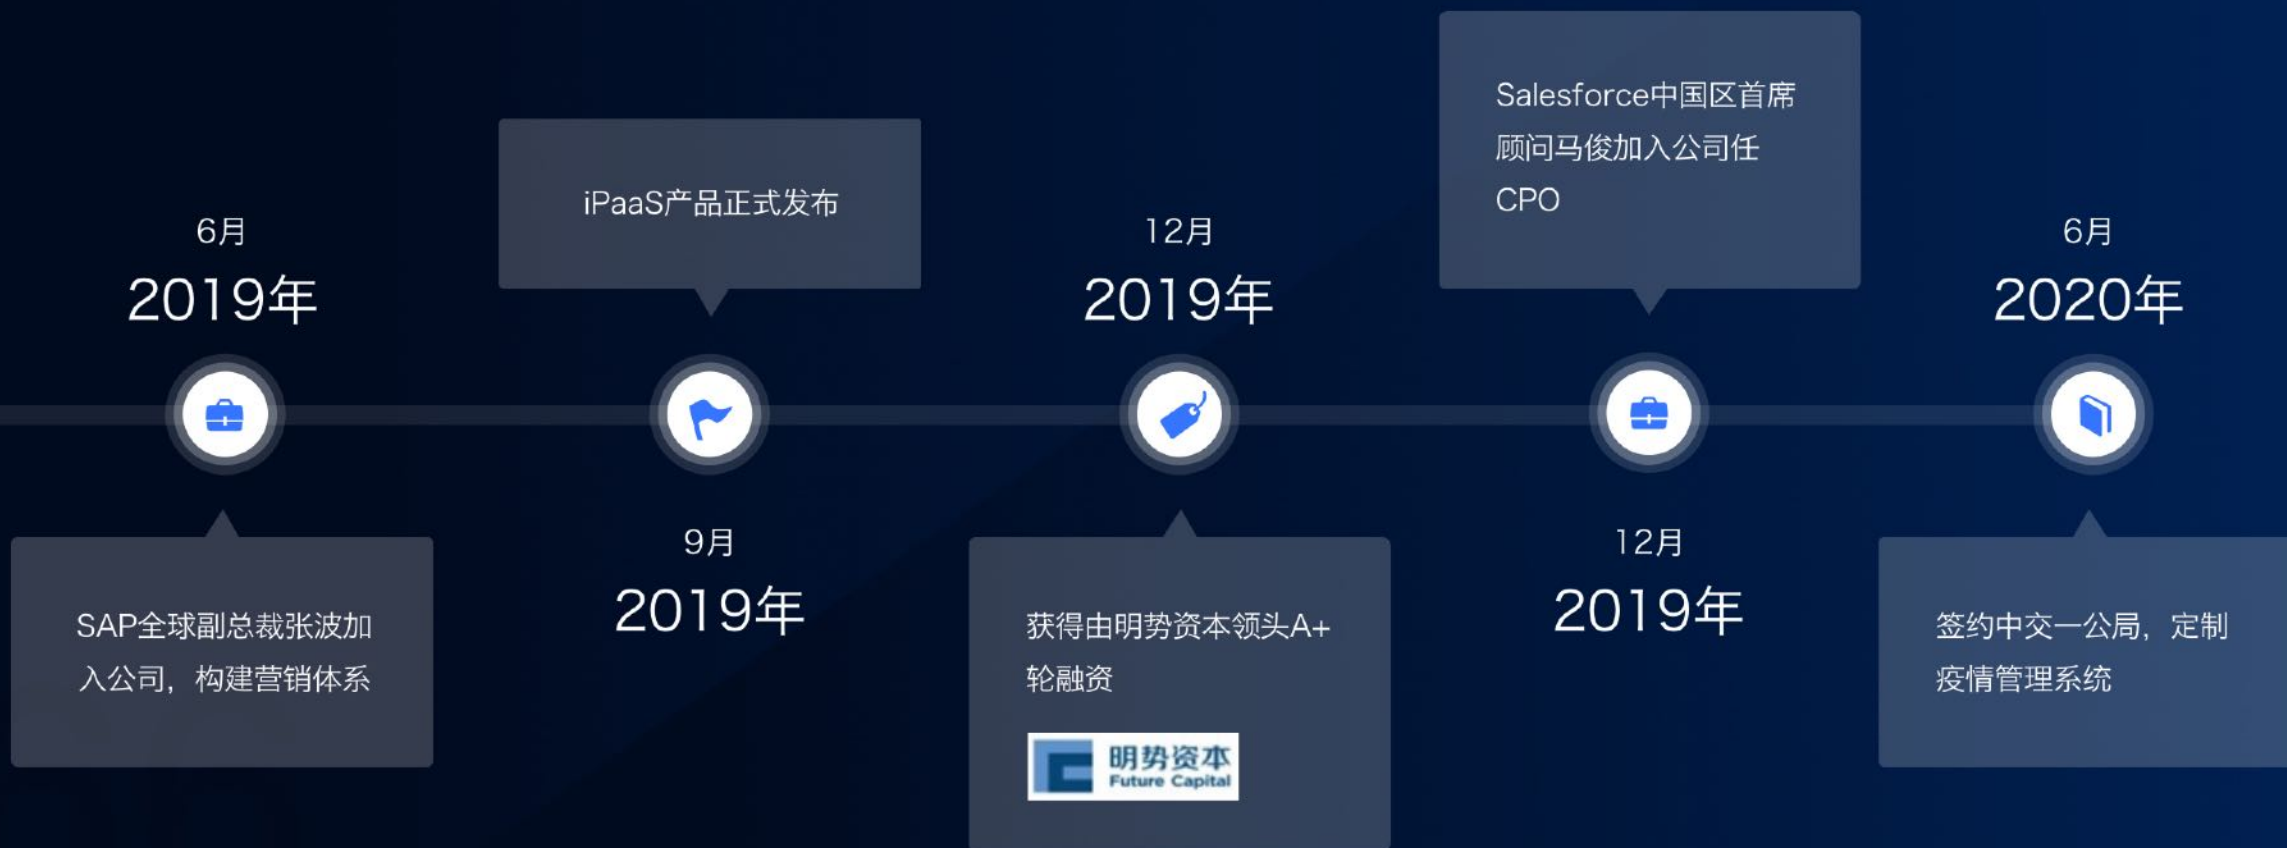 6月
2019年
SAP全球副总裁张波加
入公司，构建营销体系
iPaaS产品正式发布
9月
2019年
12月
2019年
获得由明势资本领头A+
轮融资
明势资本
Future Capital
Salesforce中国区首席
顾问马俊加入公司任
CPO
12月
2019年
6月
2020年
签约中交一公局，定制
疫情管理系统